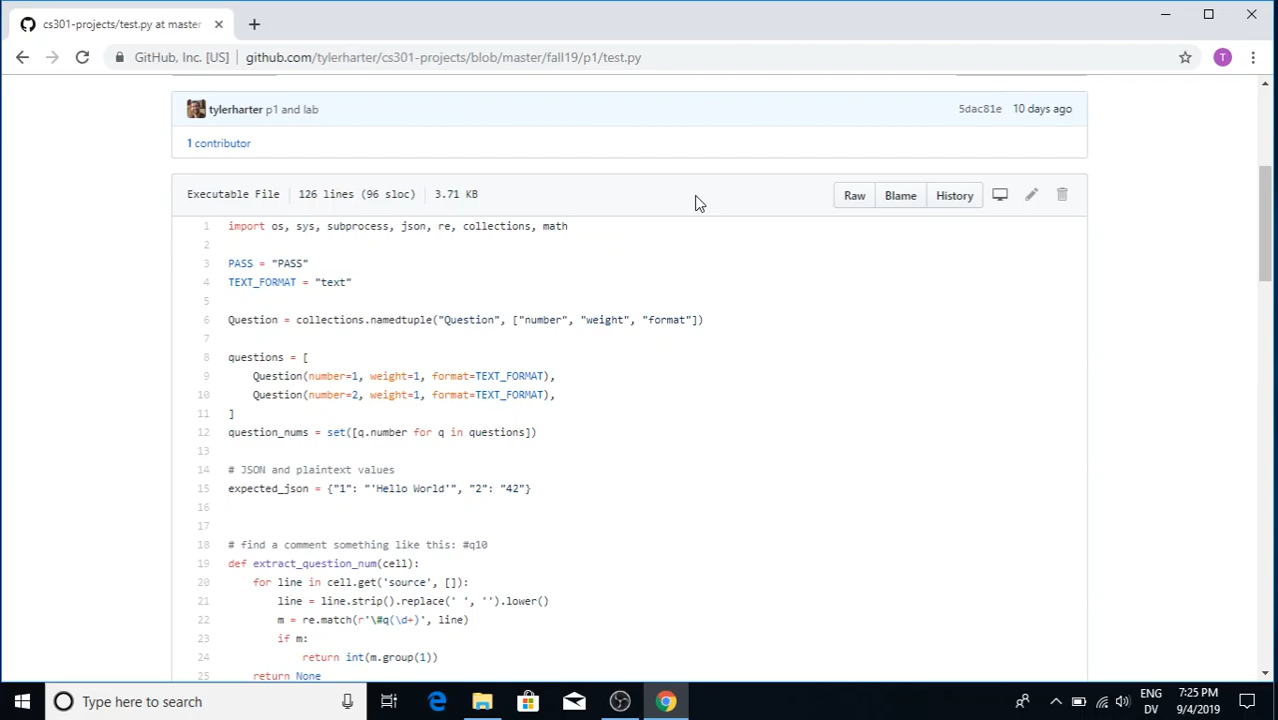 cs301-projects/test.py at master
GitHub, Inc. [US] github.com/tylerharter/cs301-projects/blob/master/fall19/p1/test.py
T
tylerharter p1 and lab 5dac81e 10 days ago
1 contributor
Executable File 126 lines (96 sloc) 3.71 KB Raw Blame History
1 import os, sys, subprocess, json, re, collections, math
2
3 PASS = "PASS"
4 TEXT_FORMAT = "text"
5
6 Question = collections.namedtuple("Question", ["number", "weight", "format"])
7
8 questions = [
9 Question(number=1, weight=1, format=TEXT_FORMAT),
10 Question(number=2, weight=1, format=TEXT_FORMAT),
11 ]
12 question_nums = set([q.number for q in questions])
13
14 # JSON and plaintext values
15 expected_json = {"1": "'Hello World'", "2": "42"}
16
17
18 # find a comment something like this: #q10
19 def extract_question_num(cell):
20 for line in cell.get('source', []):
21 line = line.strip().replace(' ', '').lower()
22 m = re.match(r'\#q(\d+)', line)
23 if m:
24 return int(m.group(1))
25 return None
Type here to search
ENG
DV
7:25 PM
9/4/2019